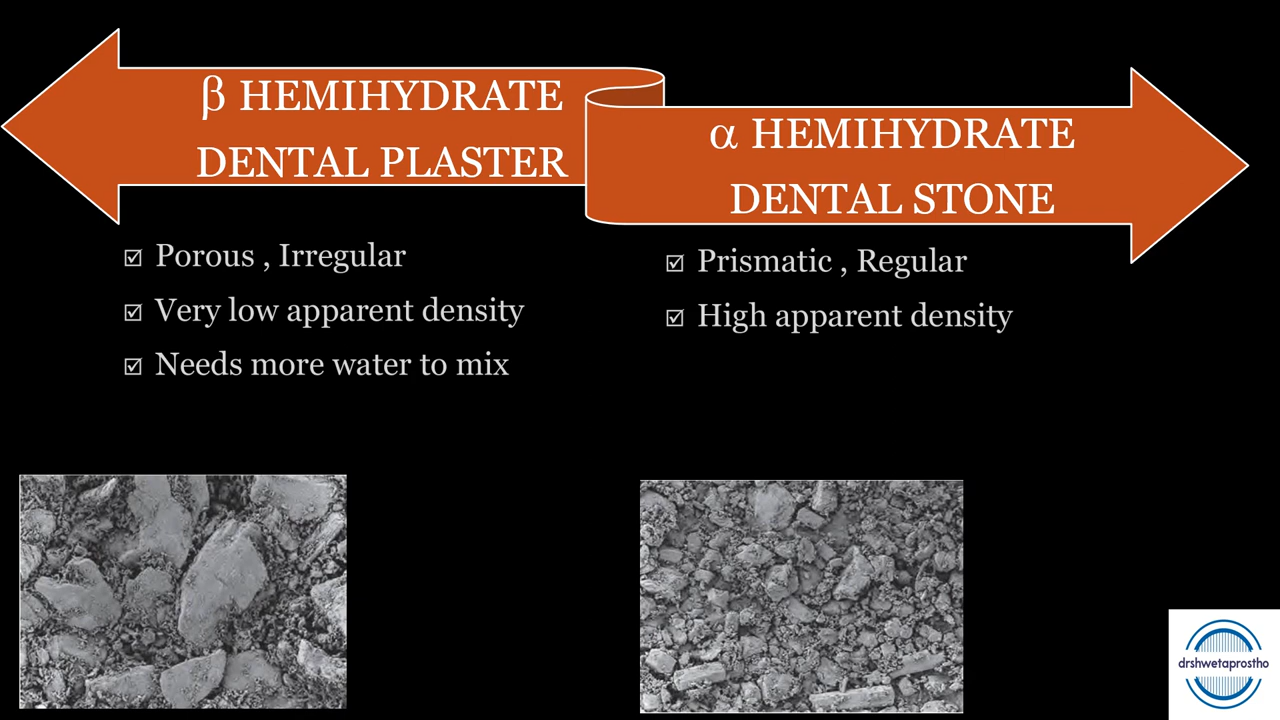 β HEMIHYDRATE
DENTAL PLASTER
α HEMIHYDRATE
DENTAL STONE
☑ Porous , Irregular
☑ Very low apparent density
☑ Needs more water to mix
☑ Prismatic , Regular
☑ High apparent density
drshwetaprostho